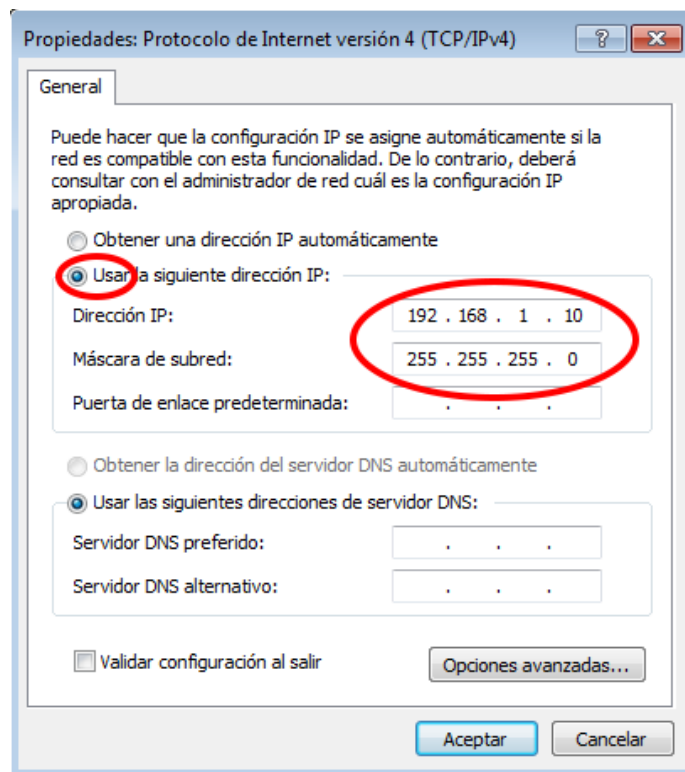 Propiedades: Protocolo de Internet versión 4 (TCP/IPv4)
General
Puede hacer que la configuración IP se asigne automáticamente si la
red es compatible con esta funcionalidad. De lo contrario, deberá
consultar con el administrador de red cuál es la configuración IP
apropiada.
Obtener una dirección IP automáticamente
Usar la siguiente dirección IP:
Dirección IP: 192 . 168 . 1 . 10
Máscara de subred: 255 . 255 . 255 . 0
Puerta de enlace predeterminada: . . .
Obtener la dirección del servidor DNS automáticamente
Usar las siguientes direcciones de servidor DNS:
Servidor DNS preferido: . . .
Servidor DNS alternativo: . . .
Validar configuración al salir Opciones avanzadas...
Aceptar Cancelar